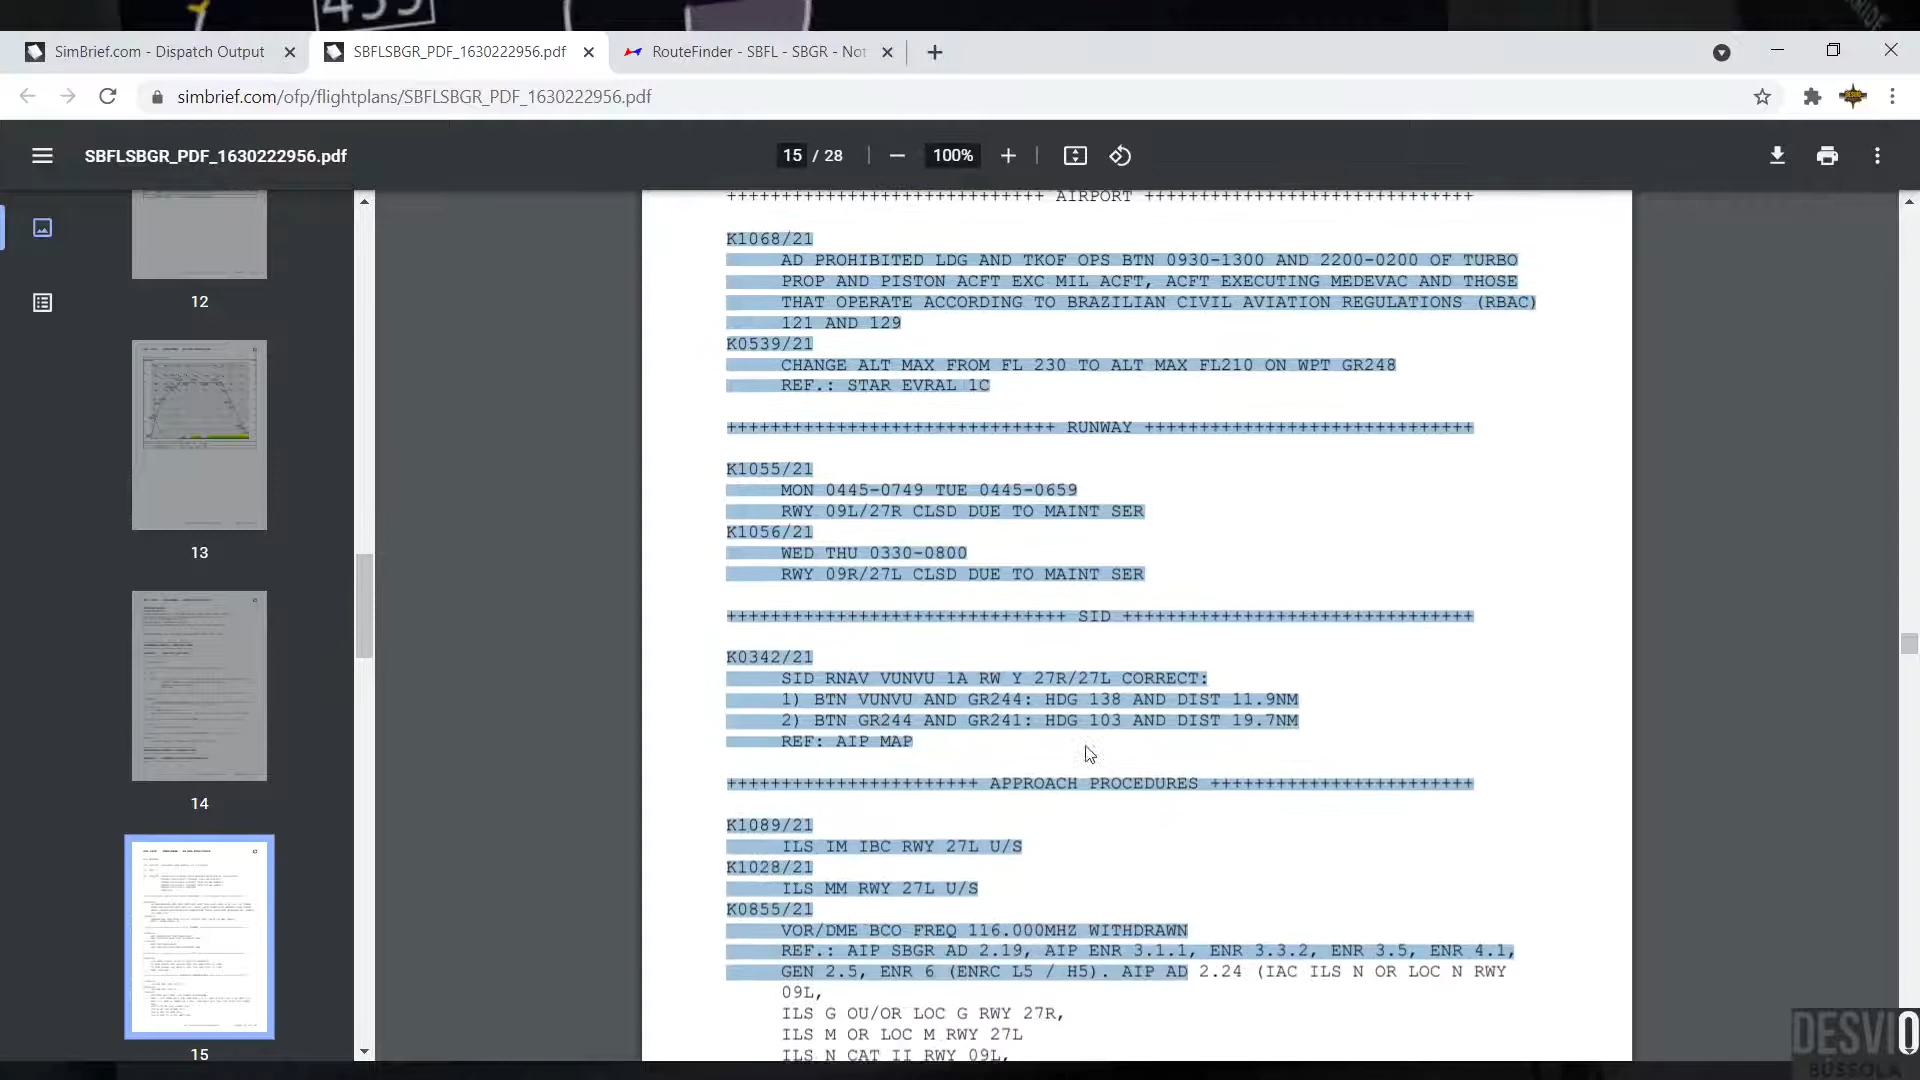 455
SimBrief.com - Dispatch Output
SBFLSBGR_PDF_1630222956.pdf
RouteFinder - SBFL - SBGR - Not
simbrief.com/ofp/flightplans/SBFLSBGR_PDF_1630222956.pdf
SBFLSBGR_PDF_1630222956.pdf
15 / 28
100%
12
13
14
15
++++++++++++++++++++++++++++++ AIRPORT ++++++++++++++++++++++++++++++
K1068/21
AD PROHIBITED LDG AND TKOF OPS BTN 0930-1300 AND 2200-0200 OF TURBO
PROP AND PISTON ACFT EXC MIL ACFT, ACFT EXECUTING MEDEVAC AND THOSE
THAT OPERATE ACCORDING TO BRAZILIAN CIVIL AVIATION REGULATIONS (RBAC)
121 AND 129
K0539/21
CHANGE ALT MAX FROM FL 230 TO ALT MAX FL210 ON WPT GR248
REF.: STAR EVRAL 1C
++++++++++++++++++++++++++++++ RUNWAY ++++++++++++++++++++++++++++++
K1055/21
MON 0445-0749 TUE 0445-0659
RWY 09L/27R CLSD DUE TO MAINT SER
K1056/21
WED THU 0330-0800
RWY 09R/27L CLSD DUE TO MAINT SER
+++++++++++++++++++++++++++++++ SID ++++++++++++++++++++++++++++++++
K0342/21
SID RNAV VUNVU 1A RW Y 27R/27L CORRECT:
1) BTN VUNVU AND GR244: HDG 138 AND DIST 11.9NM
2) BTN GR244 AND GR241: HDG 103 AND DIST 19.7NM
REF: AIP MAP
+++++++++++++++++++++++ APPROACH PROCEDURES ++++++++++++++++++++++++
K1089/21
ILS IM IBC RWY 27L U/S
K1028/21
ILS MM RWY 27L U/S
K0855/21
VOR/DME BCO FREQ 116.000MHZ WITHDRAWN
REF.: AIP SBGR AD 2.19, AIP ENR 3.1.1, ENR 3.3.2, ENR 3.5, ENR 4.1,
GEN 2.5, ENR 6 (ENRC L5 / H5). AIP AD 2.24 (IAC ILS N OR LOC N RWY
09L,
ILS G OU/OR LOC G RWY 27R,
ILS M OR LOC M RWY 27L
ILS N CAT II RWY 09L,
DESVIO
BÚSSOLA